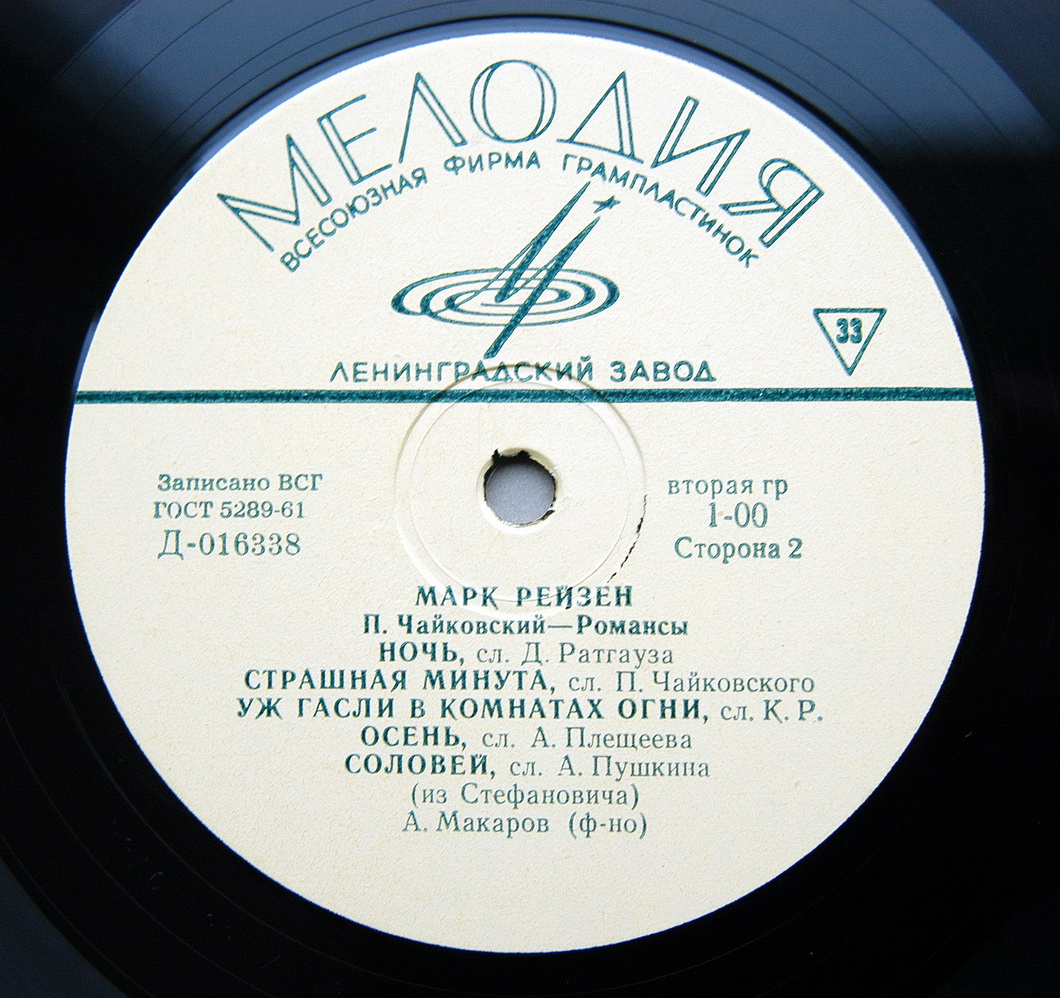 МЕЛОДИЯ
ВСЕСОЮЗНАЯ ФИРМА ГРАМПЛАСТИНОК
33
ЛЕНИНГРАДСКИЙ ЗАВОД
Записано ВСГ
ГОСТ 5289-61
Д-016338
вторая гр
1-00
Сторона 2
МАРК РЕЙЗЕН
П. Чайковский—Романсы
НОЧЬ, сл. Д. Ратгауза
СТРАШНАЯ МИНУТА, сл. П. Чайковского
УЖ ГАСЛИ В КОМНАТАХ ОГНИ, сл. К. Р.
ОСЕНЬ, сл. А. Плещеева
СОЛОВЕЙ, сл. А. Пушкина
(из Стефановича)
А. Макаров (ф-но)